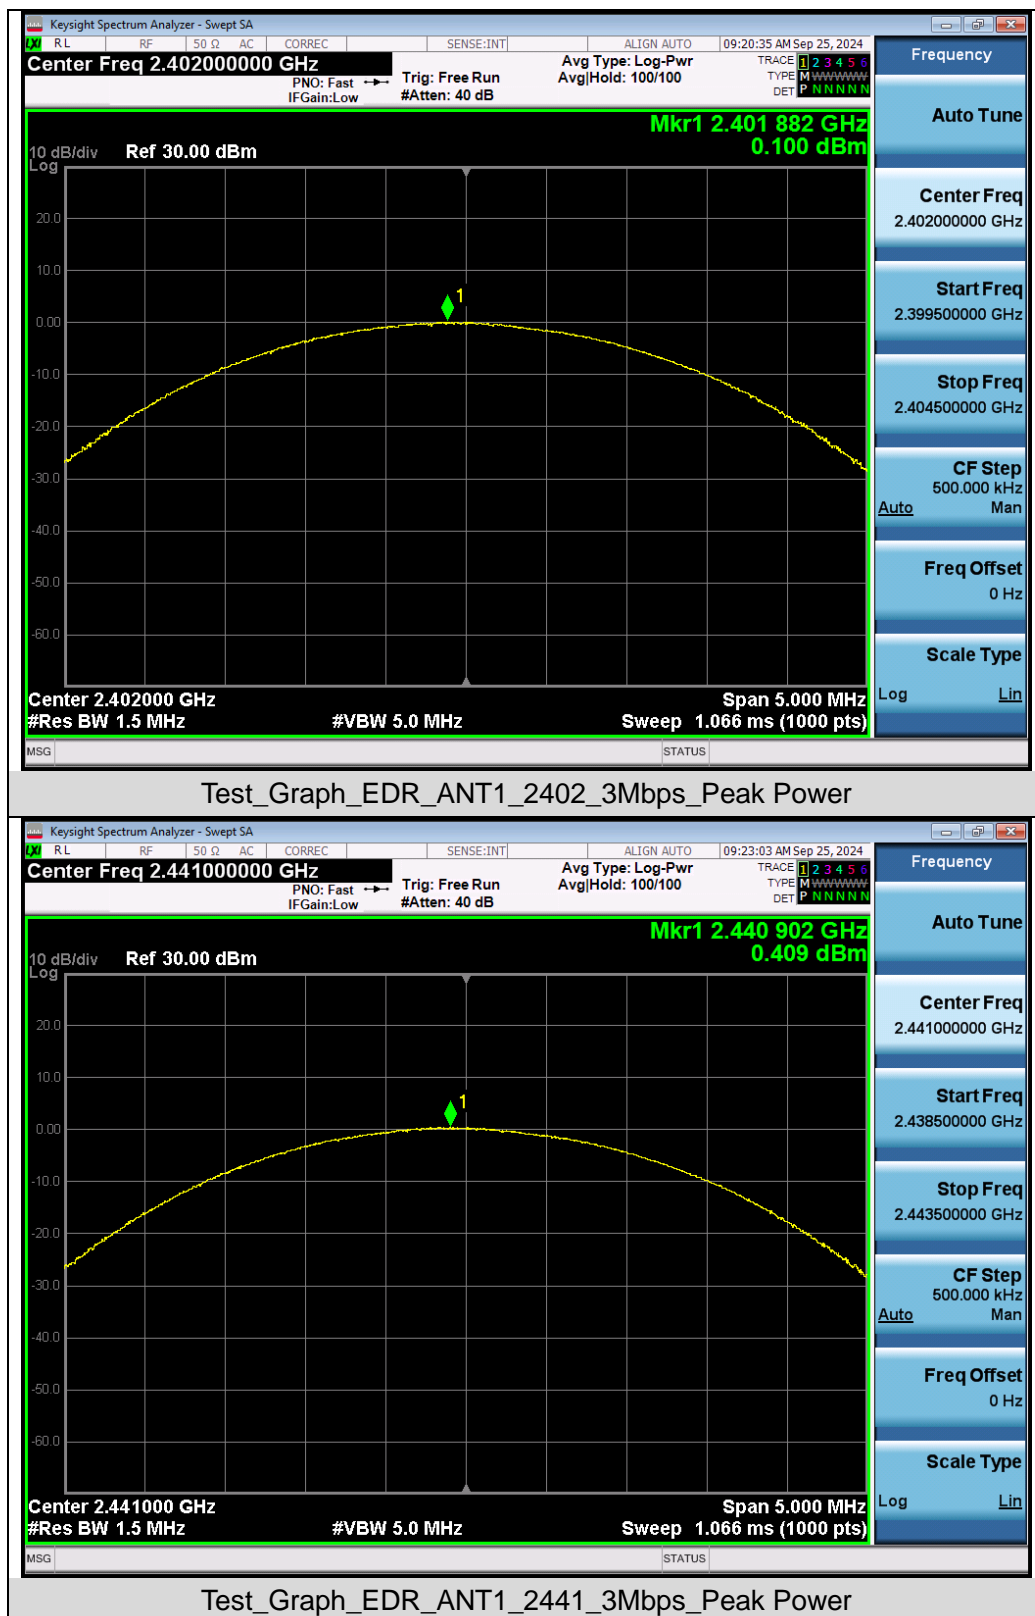 Keysight Spectrum Analyzer - Swept SA
LXI RL RF 50 Ω AC CORREC SENSE:INT ALIGN AUTO 09:20:35 AM Sep 25, 2024
Center Freq 2.402000000 GHz
PNO: Fast
IFGain:Low
Trig: Free Run
#Atten: 40 dB
Avg Type: Log-Pwr
Avg|Hold: 100/100
TRACE 1 2 3 4 5 6
TYPE M WWWWW
DET P N N N N N
Mkr1 2.401 882 GHz
0.100 dBm
10 dB/div Ref 30.00 dBm
Log
20.0
10.0
1
0.00
-10.0
-20.0
-30.0
-40.0
-50.0
-60.0
Center 2.402000 GHz Span 5.000 MHz
#Res BW 1.5 MHz #VBW 5.0 MHz Sweep 1.066 ms (1000 pts)
MSG STATUS
Frequency
Auto Tune
Center Freq
2.402000000 GHz
Start Freq
2.399500000 GHz
Stop Freq
2.404500000 GHz
CF Step
500.000 kHz
Auto Man
Freq Offset
0 Hz
Scale Type
Log Lin
Test_Graph_EDR_ANT1_2402_3Mbps_Peak Power
Keysight Spectrum Analyzer - Swept SA
LXI RL RF 50 Ω AC CORREC SENSE:INT ALIGN AUTO 09:23:03 AM Sep 25, 2024
Center Freq 2.441000000 GHz
PNO: Fast
IFGain:Low
Trig: Free Run
#Atten: 40 dB
Avg Type: Log-Pwr
Avg|Hold: 100/100
TRACE 1 2 3 4 5 6
TYPE M WWWWW
DET P N N N N N
Mkr1 2.440 902 GHz
0.409 dBm
10 dB/div Ref 30.00 dBm
Log
20.0
10.0
1
0.00
-10.0
-20.0
-30.0
-40.0
-50.0
-60.0
Center 2.441000 GHz Span 5.000 MHz
#Res BW 1.5 MHz #VBW 5.0 MHz Sweep 1.066 ms (1000 pts)
MSG STATUS
Frequency
Auto Tune
Center Freq
2.441000000 GHz
Start Freq
2.438500000 GHz
Stop Freq
2.443500000 GHz
CF Step
500.000 kHz
Auto Man
Freq Offset
0 Hz
Scale Type
Log Lin
Test_Graph_EDR_ANT1_2441_3Mbps_Peak Power